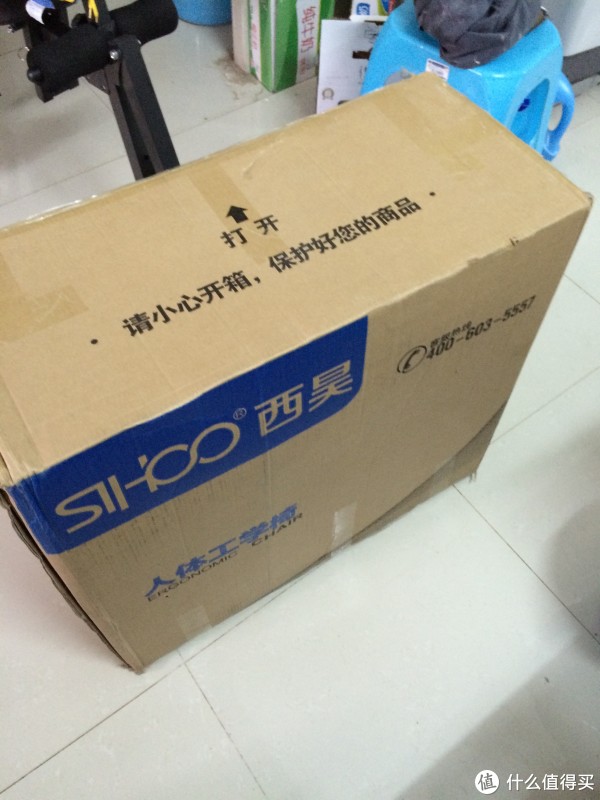 打开
· 请小心开箱，保护好您的商品 ·
400-603-5557
SIHOO® 西昊
人体工学椅
ERGONOMIC CHAIR
值 什么值得买